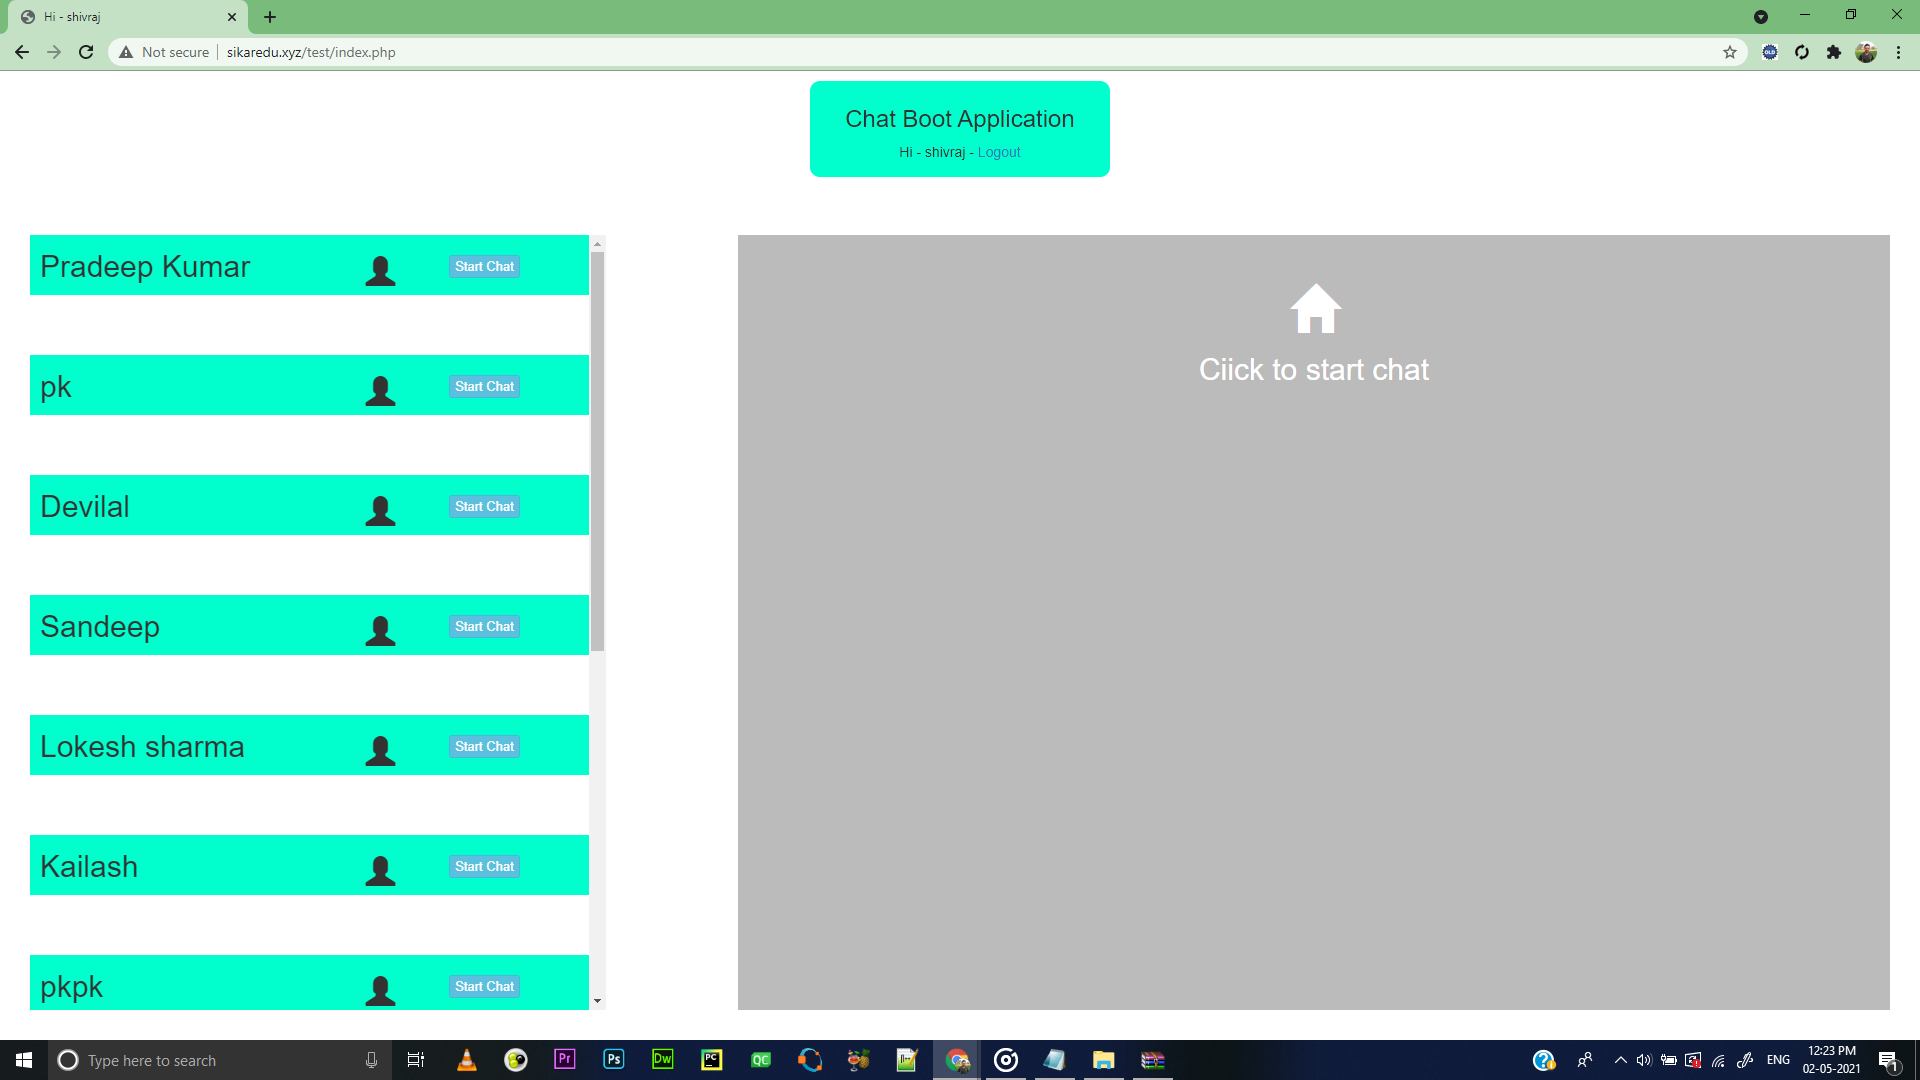 Hi - shivraj
Not secure
sikaredu.xyz/test/index.php
OLD
Chat Boot Application
Hi - shivraj - Logout
Pradeep Kumar
Start Chat
pk
Start Chat
Devilal
Start Chat
Sandeep
Start Chat
Lokesh sharma
Start Chat
Kailash
Start Chat
pkpk
Start Chat
Ciick to start chat
Type here to search
Pr
Ps
Dw
PC
QC
ENG
12:23 PM
02-05-2021
1